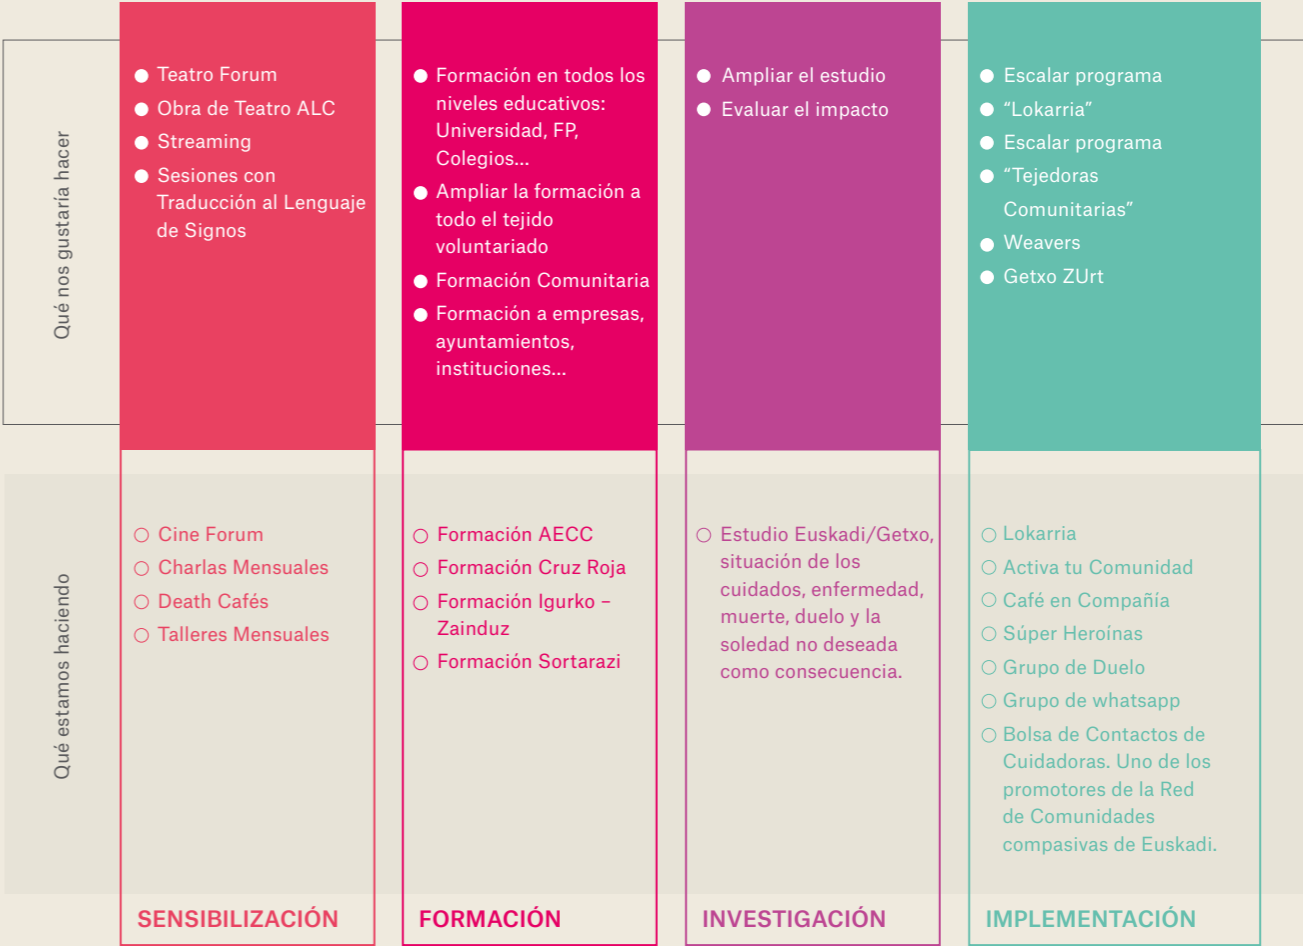 Qué nos gustaría hacer
Teatro Forum
Obra de Teatro ALC
Streaming
Sesiones con
Traducción al Lenguaje
de Signos
Formación en todos los
niveles educativos:
Universidad, FP,
Colegios...
Ampliar la formación a
todo el tejido
voluntariado
Formación Comunitaria
Formación a empresas,
ayuntamientos,
instituciones...
Ampliar el estudio
Evaluar el impacto
Escalar programa
“Lokarria”
Escalar programa
“Tejedoras
Comunitarias”
Weavers
Getxo ZUrt
Qué estamos haciendo
Cine Forum
Charlas Mensuales
Death Cafés
Talleres Mensuales
Formación AECC
Formación Cruz Roja
Formación Igurko –
Zainduz
Formación Sortarazi
Estudio Euskadi/Getxo,
situación de los
cuidados, enfermedad,
muerte, duelo y la
soledad no deseada
como consecuencia.
Lokarria
Activa tu Comunidad
Café en Compañía
Súper Heroínas
Grupo de Duelo
Grupo de whatsapp
Bolsa de Contactos de
Cuidadoras. Uno de los
promotores de la Red
de Comunidades
compasivas de Euskadi.
SENSIBILIZACIÓN
FORMACIÓN
INVESTIGACIÓN
IMPLEMENTACIÓN